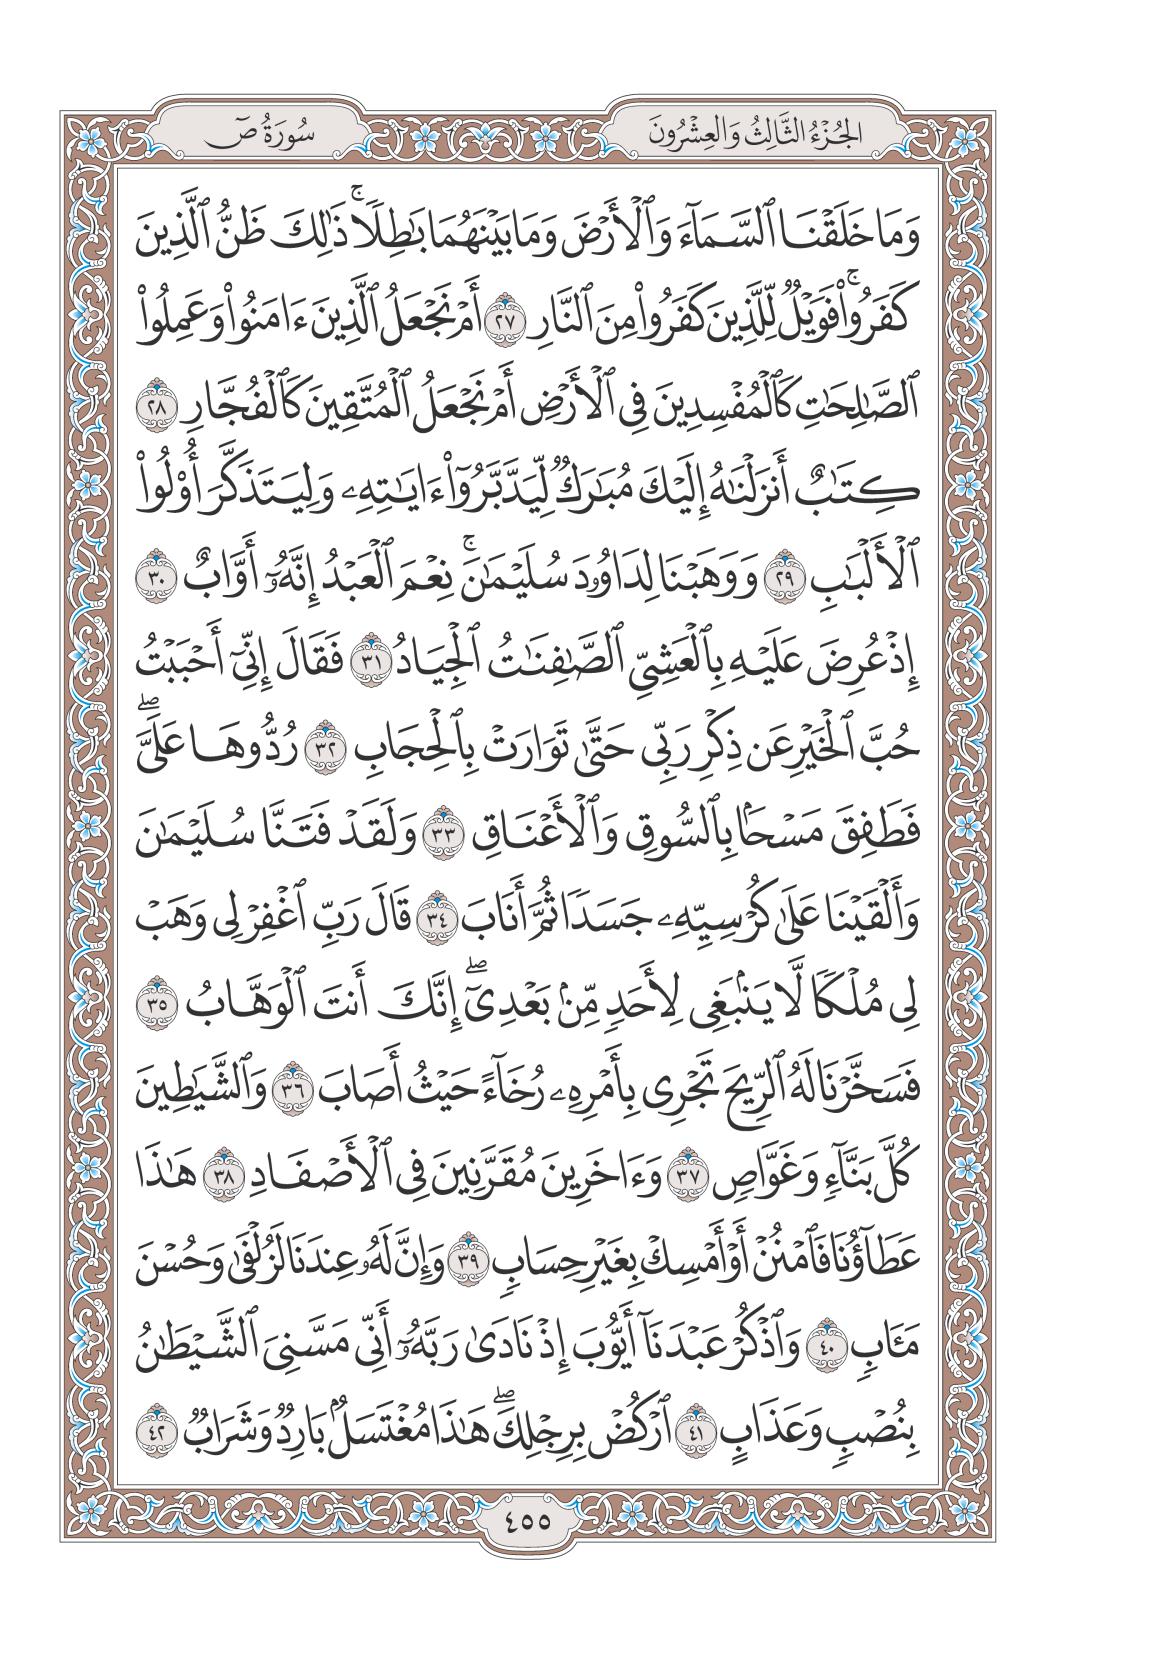 الجُزْءُ الثَّالِثُ وَالعِشْرُونَ
سُورَةُ صٓ
وَمَا خَلَقْنَا ٱلسَّمَآءَ وَٱلْأَرْضَ وَمَا بَيْنَهُمَا بَٰطِلًاۚ ذَٰلِكَ ظَنُّ ٱلَّذِينَ
كَفَرُواْۚ فَوَيْلٌ لِّلَّذِينَ كَفَرُواْ مِنَ ٱلنَّارِ ٢٧ أَمْ نَجْعَلُ ٱلَّذِينَ ءَامَنُواْ وَعَمِلُواْ
ٱلصَّٰلِحَٰتِ كَٱلْمُفْسِدِينَ فِى ٱلْأَرْضِ أَمْ نَجْعَلُ ٱلْمُتَّقِينَ كَٱلْفُجَّارِ ٢٨
كِتَٰبٌ أَنزَلْنَٰهُ إِلَيْكَ مُبَٰرَكٌ لِّيَدَّبَّرُوٓاْ ءَايَٰتِهِۦ وَلِيَتَذَكَّرَ أُوْلُواْ
ٱلْأَلْبَٰبِ ٢٩ وَوَهَبْنَا لِدَاوُۥدَ سُلَيْمَٰنَۚ نِعْمَ ٱلْعَبْدُ إِنَّهُۥٓ أَوَّابٌ ٣٠
إِذْ عُرِضَ عَلَيْهِ بِٱلْعَشِىِّ ٱلصَّٰفِنَٰتُ ٱلْجِيَادُ ٣١ فَقَالَ إِنِّىٓ أَحْبَبْتُ
حُبَّ ٱلْخَيْرِ عَن ذِكْرِ رَبِّى حَتَّىٰ تَوَارَتْ بِٱلْحِجَابِ ٣٢ رُدُّوهَا عَلَىَّۖ
فَطَفِقَ مَسْحَۢا بِٱلسُّوقِ وَٱلْأَعْنَاقِ ٣٣ وَلَقَدْ فَتَنَّا سُلَيْمَٰنَ
وَأَلْقَيْنَا عَلَىٰ كُرْسِيِّهِۦ جَسَدًا ثُمَّ أَنَابَ ٣٤ قَالَ رَبِّ ٱغْفِرْ لِى وَهَبْ
لِى مُلْكًا لَّا يَنۢبَغِى لِأَحَدٍ مِّنۢ بَعْدِىٓۖ إِنَّكَ أَنتَ ٱلْوَهَّابُ ٣٥
فَسَخَّرْنَا لَهُ ٱلرِّيحَ تَجْرِى بِأَمْرِهِۦ رُخَآءً حَيْثُ أَصَابَ ٣٦ وَٱلشَّيَٰطِينَ
كُلَّ بَنَّآءٍ وَغَوَّاصٍ ٣٧ وَءَاخَرِينَ مُقَرَّنِينَ فِى ٱلْأَصْفَادِ ٣٨ هَٰذَا
عَطَآؤُنَا فَٱمْنُنْ أَوْ أَمْسِكْ بِغَيْرِ حِسَابٍ ٣٩ وَإِنَّ لَهُۥ عِندَنَا لَزُلْفَىٰ وَحُسْنَ
مَـَٔابٍ ٤٠ وَٱذْكُرْ عَبْدَنَآ أَيُّوبَ إِذْ نَادَىٰ رَبَّهُۥٓ أَنِّى مَسَّنِىَ ٱلشَّيْطَٰنُ
بِنُصْبٍ وَعَذَابٍ ٤١ ٱرْكُضْ بِرِجْلِكَۖ هَٰذَا مُغْتَسَلٌۢ بَارِدٌ وَشَرَابٌ ٤٢
٤٥٥